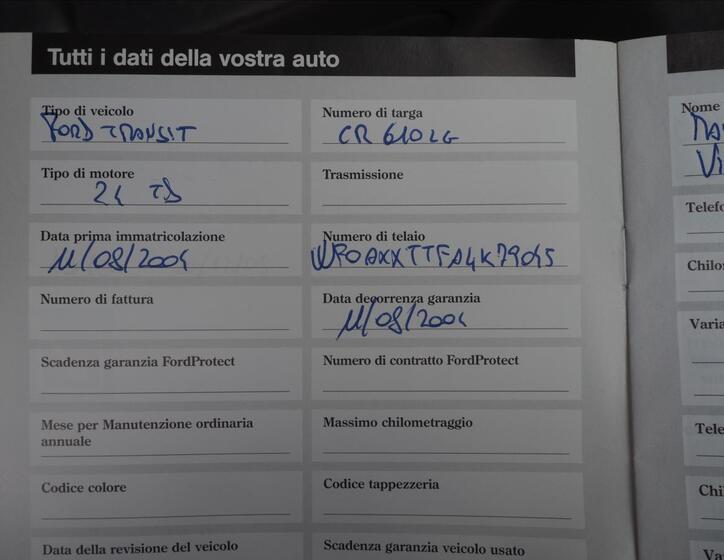 Tutti i dati della vostra auto
Tipo di veicolo
FORD TRANSIT
Numero di targa
CR 610 LG
Tipo di motore
Trasmissione
Data prima immatricolazione
11/08/2004
Numero di telaio
Numero di fattura
Data decorrenza garanzia
11/08/2004
Scadenza garanzia FordProtect
Numero di contratto FordProtect
Mese per Manutenzione ordinaria
annuale
Massimo chilometraggio
Codice colore
Codice tappezzeria
Data della revisione del veicolo
Scadenza garanzia veicolo usato
Nome